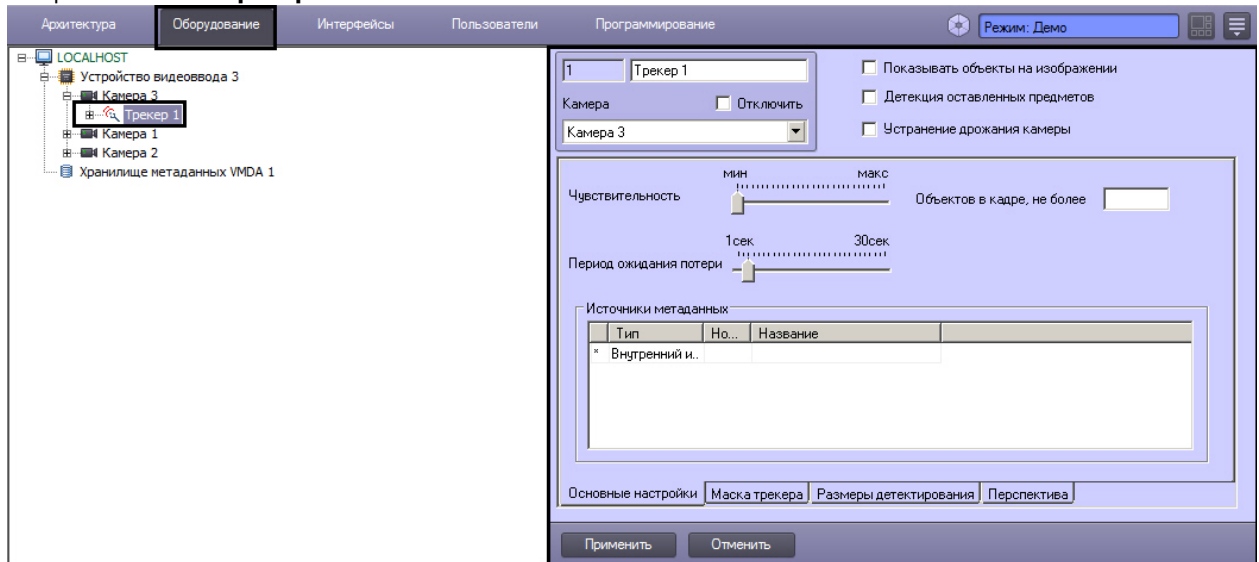 Архитектура Оборудование Интерфейсы Пользователи Программирование Режим: Демо
LOCALHOST
Устройство видеоввода 3
Камера 3
Трекер 1
Камера 1
Камера 2
Хранилище метаданных VMDA 1
1 Трекер 1
Камера Отключить
Камера 3
Показывать объекты на изображении
Детекция оставленных предметов
Устранение дрожания камеры
мин макс
Чувствительность
Объектов в кадре, не более
1сек 30сек
Период ожидания потери
Источники метаданных
Тип Но... Название
* Внутренний и..
Основные настройки Маска трекера Размеры детектирования Перспектива
Применить Отменить